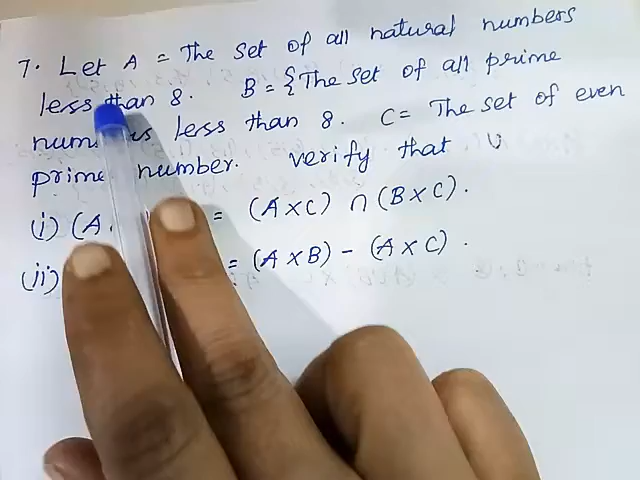 7. Let A = The set of all natural numbers
less than 8. B = {The set of all prime
less than 8. C = The set of even
prime number. verify that
(i) (A = (A × C) ∩ (B × C).
(ii) = (A × B) - (A × C).